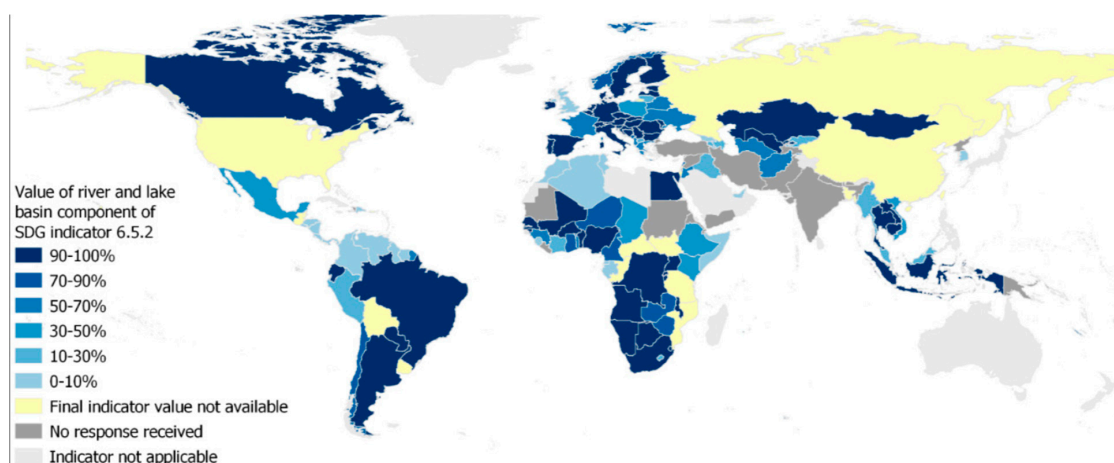 Value of river and lake
basin component of
SDG indicator 6.5.2
90-100%
70-90%
50-70%
30-50%
10-30%
0-10%
Final indicator value not available
No response received
Indicator not applicable